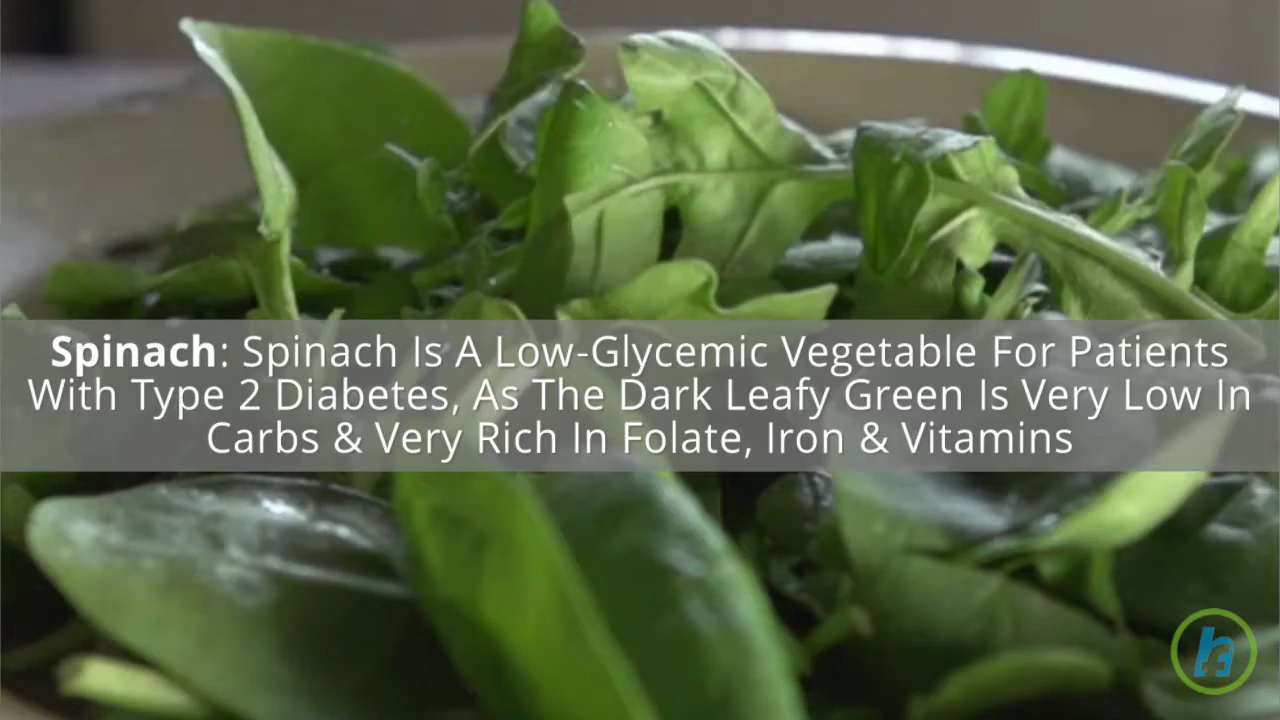 Spinach: Spinach Is A Low-Glycemic Vegetable For Patients
With Type 2 Diabetes, As The Dark Leafy Green Is Very Low In
Carbs & Very Rich In Folate, Iron & Vitamins